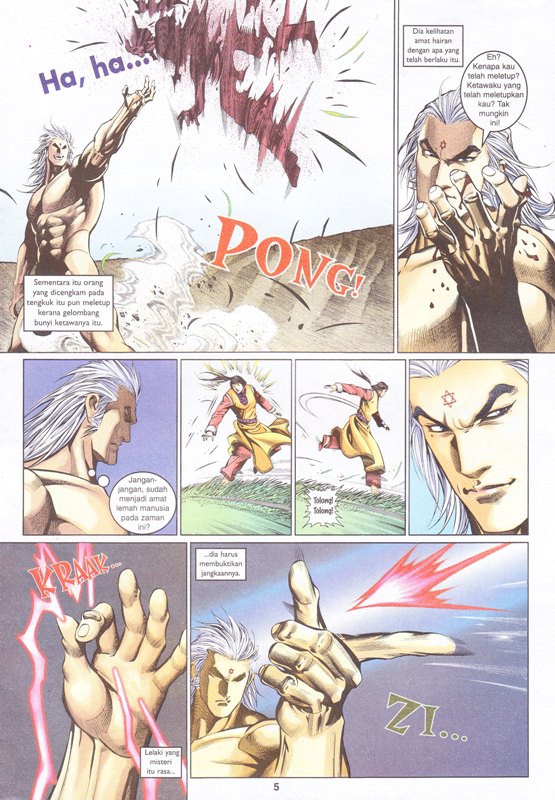 Ha, ha...
PONG!
Sementara itu orang
yang dicengkam pada
tengkuk itu pun meletup
kerana gelombang
bunyi ketawanya itu.
Dia kelihatan
amat hairan
dengan apa yang
telah berlaku itu.
Eh?
Kenapa kau
telah meletup?
Ketawaku yang
telah meletupkan
kau? Tak
mungkin
ini!
Jangan-
jangan, sudah
menjadi amat
lemah manusia
pada zaman
ini?
Tolong!
Tolong!
KRAAK...
Lelaki yang
misteri
itu rasa...
...dia harus
membuktikan
jangkaannya.
ZI...
5